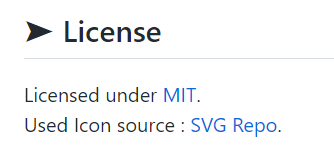 ➤ License
Licensed under MIT.
Used Icon source : SVG Repo.